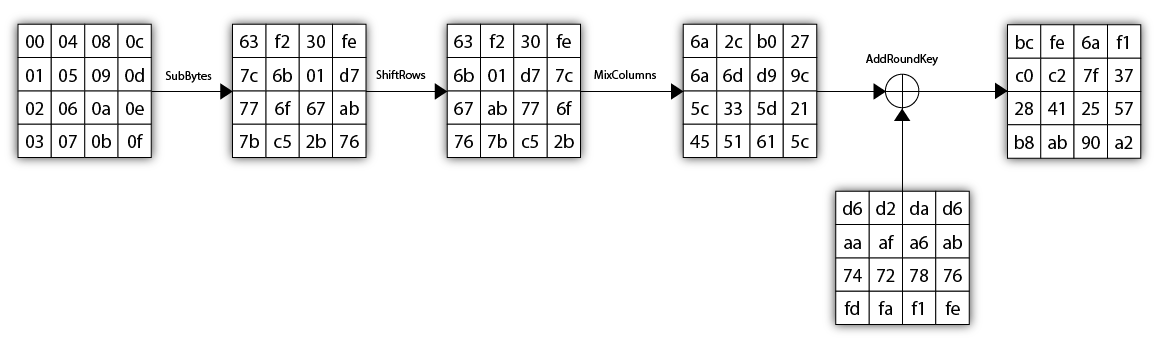 00 04 08 0c
01 05 09 0d
02 06 0a 0e
03 07 0b 0f
SubBytes
63 f2 30 fe
7c 6b 01 d7
77 6f 67 ab
7b c5 2b 76
ShiftRows
63 f2 30 fe
6b 01 d7 7c
67 ab 77 6f
76 7b c5 2b
MixColumns
6a 2c b0 27
6a 6d d9 9c
5c 33 5d 21
45 51 61 5c
AddRoundKey
d6 d2 da d6
aa af a6 ab
74 72 78 76
fd fa f1 fe
bc fe 6a f1
c0 c2 7f 37
28 41 25 57
b8 ab 90 a2